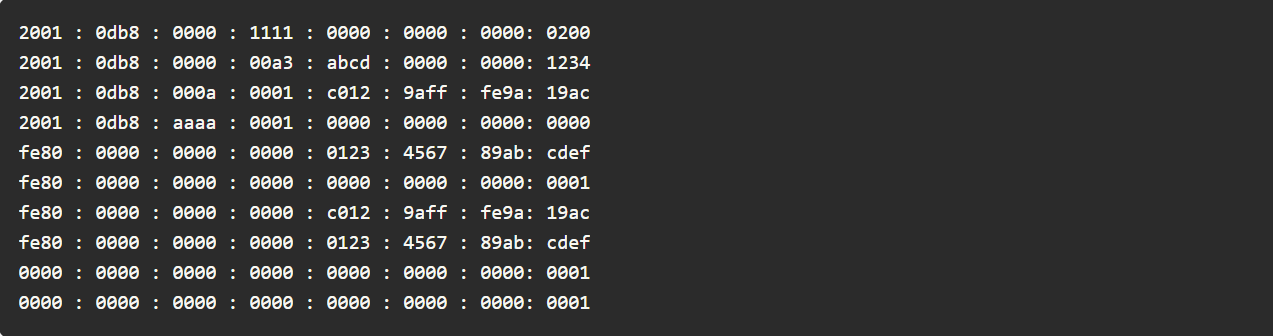 2001 : 0db8 : 0000 : 1111 : 0000 : 0000 : 0000: 0200
2001 : 0db8 : 0000 : 00a3 : abcd : 0000 : 0000: 1234
2001 : 0db8 : 000a : 0001 : c012 : 9aff : fe9a: 19ac
2001 : 0db8 : aaaa : 0001 : 0000 : 0000 : 0000: 0000
fe80 : 0000 : 0000 : 0000 : 0123 : 4567 : 89ab: cdef
fe80 : 0000 : 0000 : 0000 : 0000 : 0000 : 0000: 0001
fe80 : 0000 : 0000 : 0000 : c012 : 9aff : fe9a: 19ac
fe80 : 0000 : 0000 : 0000 : 0123 : 4567 : 89ab: cdef
0000 : 0000 : 0000 : 0000 : 0000 : 0000 : 0000: 0001
0000 : 0000 : 0000 : 0000 : 0000 : 0000 : 0000: 0001